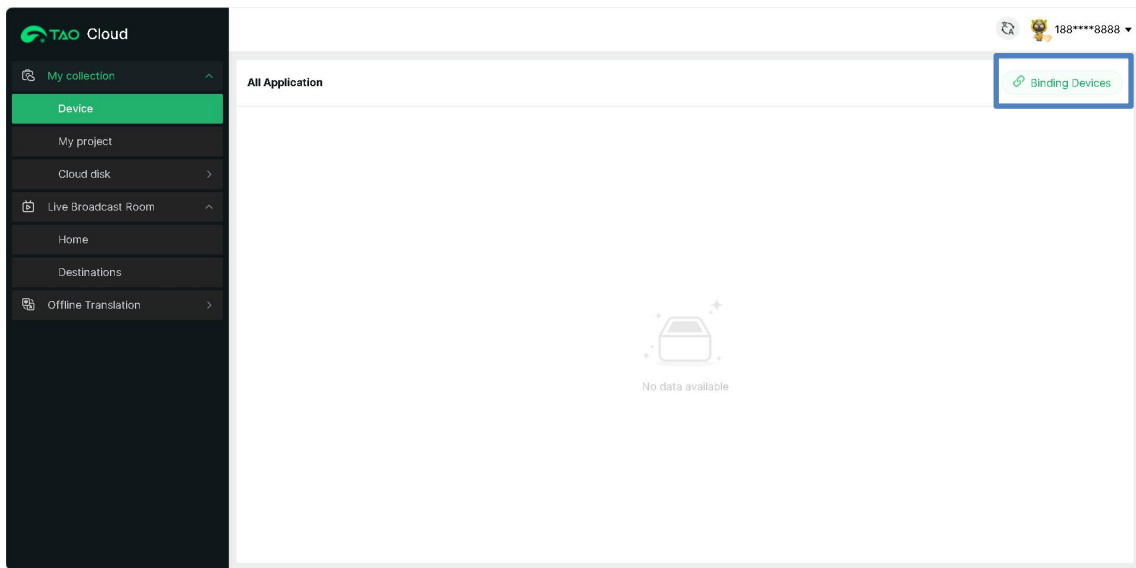 TAO Cloud
188****8888
My collection
Device
My project
Cloud disk
Live Broadcast Room
Home
Destinations
Offline Translation
All Application
Binding Devices
No data available